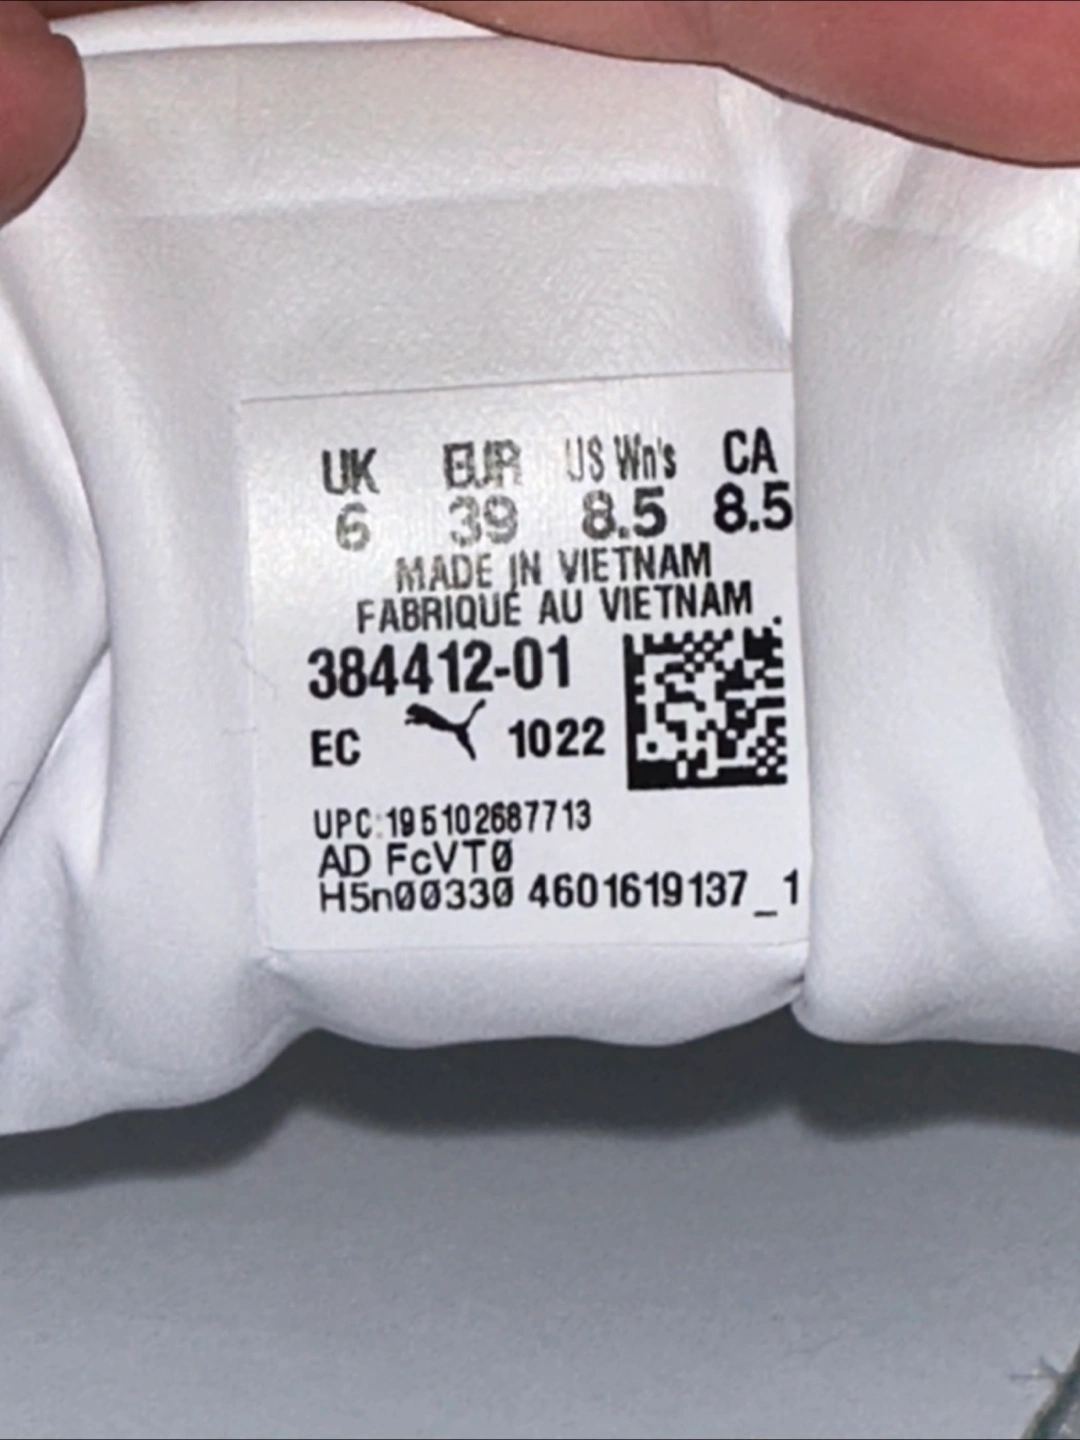 UK EUR US Wn's CA
6 39 8.5 8.5
MADE IN VIETNAM
FABRIQUÉ AU VIETNAM
384412-01
EC 1022
UPC:195102687713
AD FcVT0
H5n00330 4601619137_1